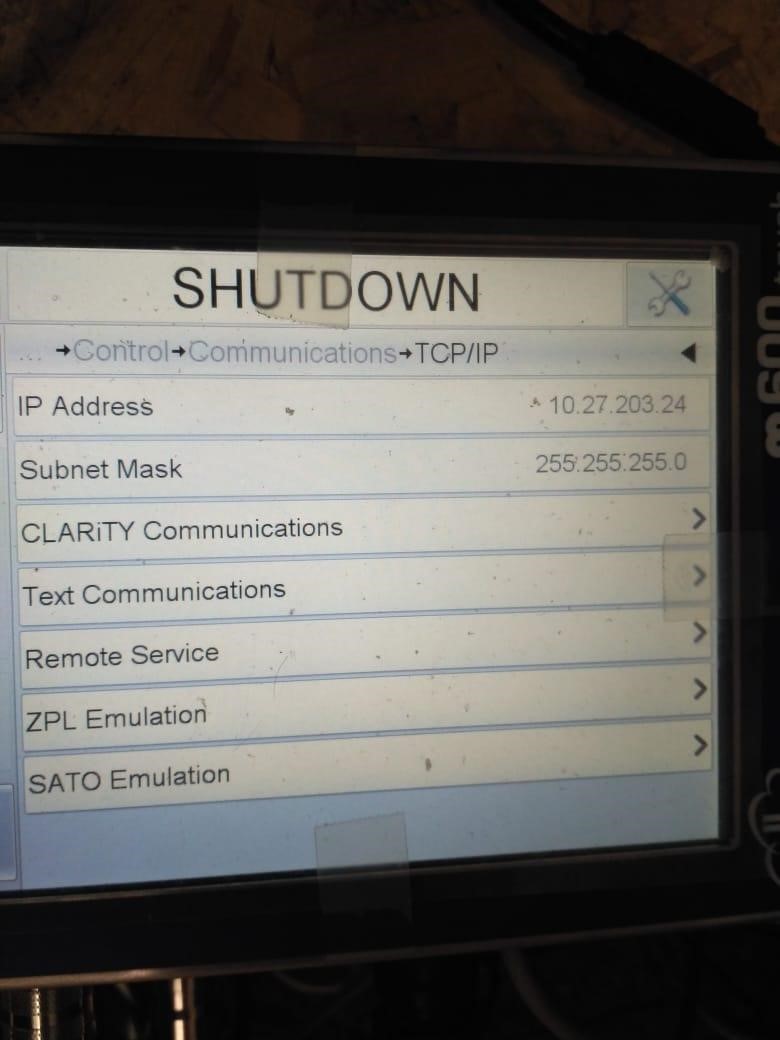 SHUTDOWN
... →Control→Communications→TCP/IP
IP Address 10.27.203.24
Subnet Mask 255.255.255.0
CLARiTY Communications
Text Communications
Remote Service
ZPL Emulation
SATO Emulation